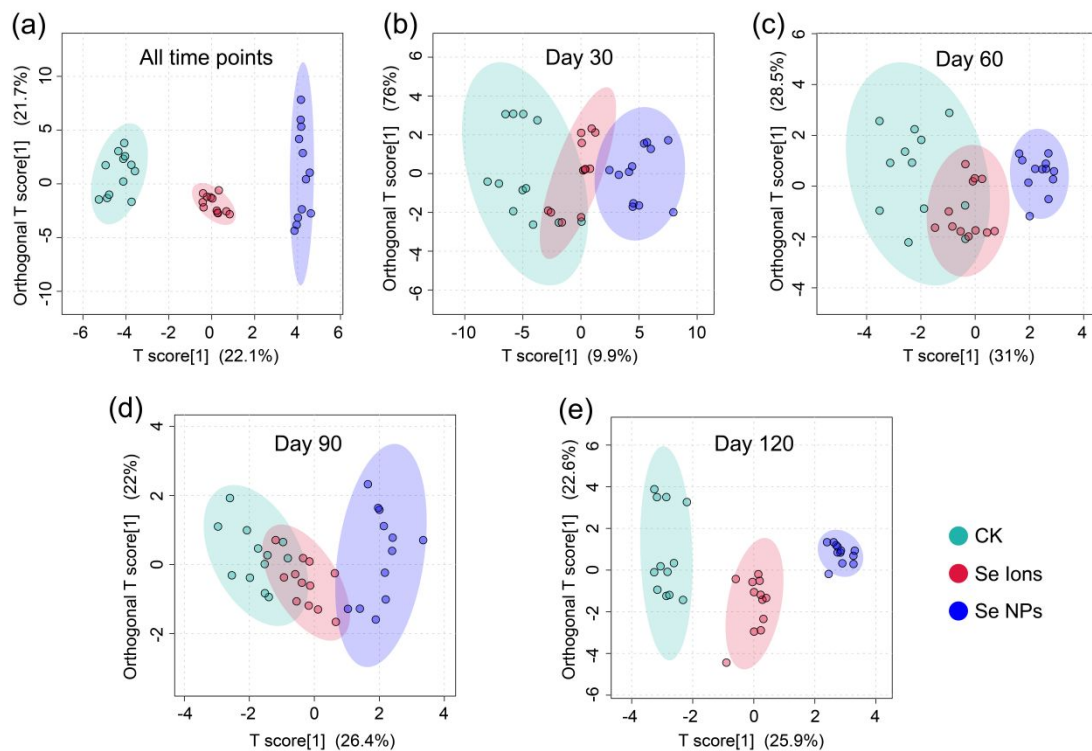 (a)
All time points
Orthogonal T score[1] (21.7%)
10
5
0
-5
-10
-6 -4 -2 0 2 4 6
T score[1] (22.1%)
(b)
Day 30
Orthogonal T score[1] (76%)
6
4
2
0
-2
-4
-6
-10 -5 0 5 10
T score[1] (9.9%)
(c)
Day 60
Orthogonal T score[1] (28.5%)
4
2
0
-2
-4
-4 -2 0 2 4
T score[1] (31%)
(d)
Day 90
Orthogonal T score[1] (22%)
4
2
0
-2
-4 -2 0 2 4
T score[1] (26.4%)
(e)
Day 120
Orthogonal T score[1] (22.6%)
6
4
2
0
-2
-4
-6
-4 -2 0 2 4
T score[1] (25.9%)
CK
Se Ions
Se NPs